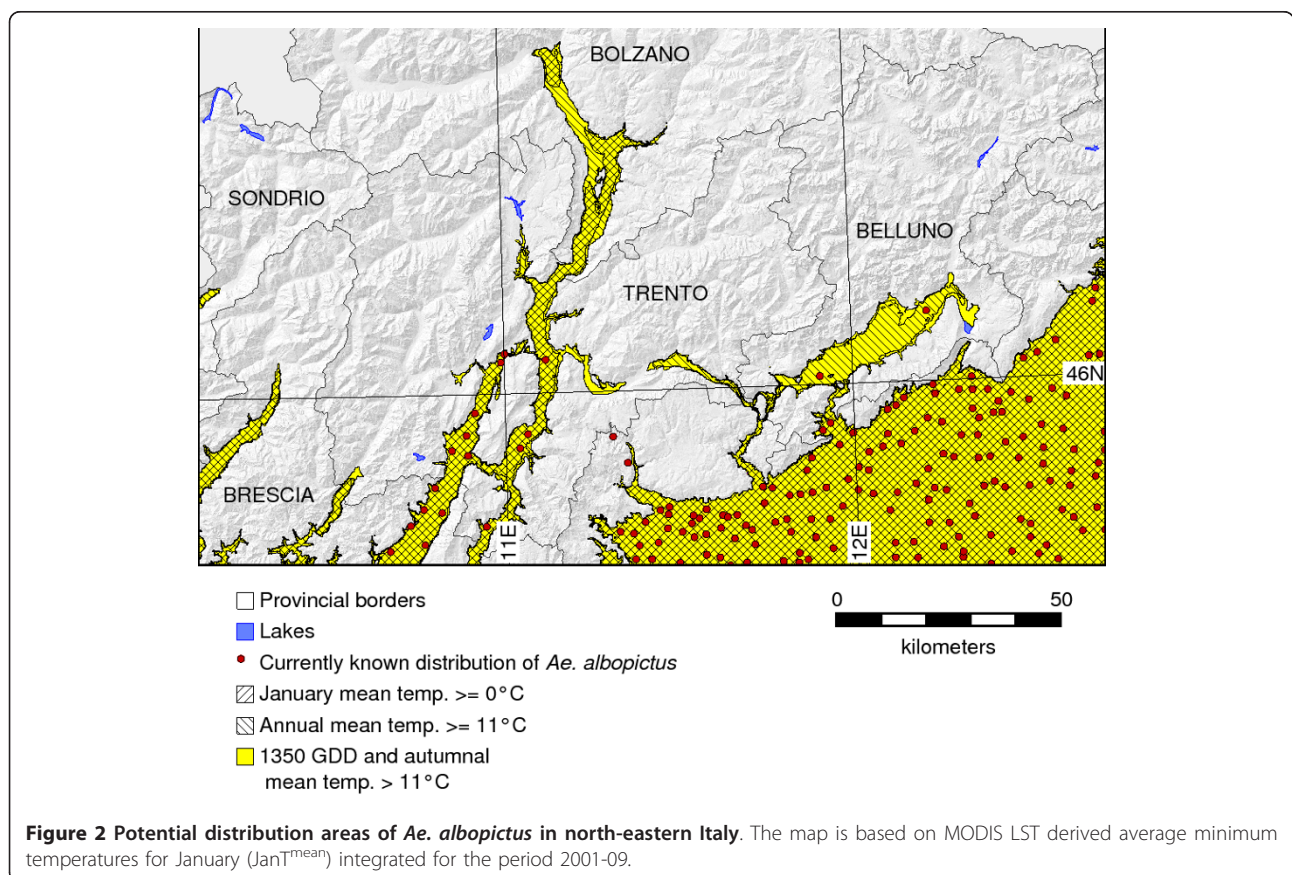 BOLZANO
SONDRIO
BELLUNO
TRENTO
46N
BRESCIA
11E
12E
Provincial borders
Lakes
Currently known distribution of Ae. albopictus
January mean temp. >= 0°C
Annual mean temp. >= 11°C
1350 GDD and autumnal
mean temp. > 11°C
0 50
kilometers
Figure 2 Potential distribution areas of Ae. albopictus in north-eastern Italy. The map is based on MODIS LST derived average minimum
temperatures for January (JanTmean) integrated for the period 2001-09.